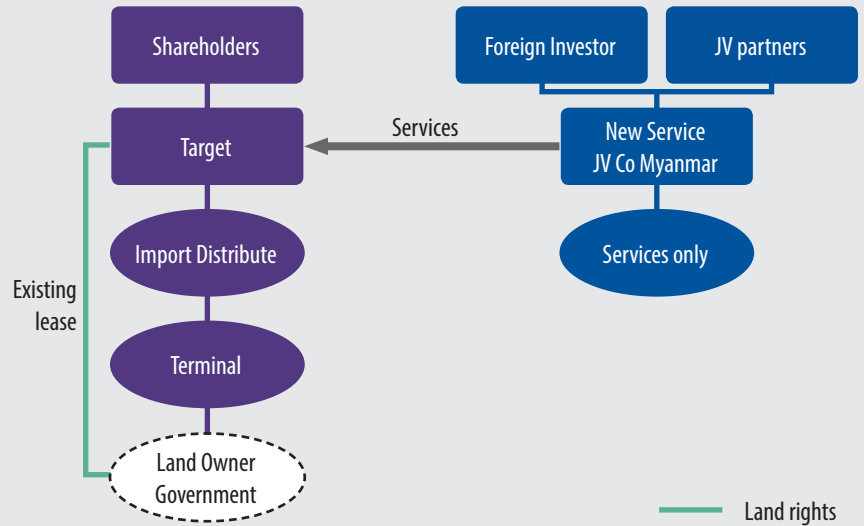 Shareholders
Foreign Investor
JV partners
Services
Target
New Service
JV Co Myanmar
Import Distribute
Services only
Existing
lease
Terminal
Land Owner
Government
Land rights